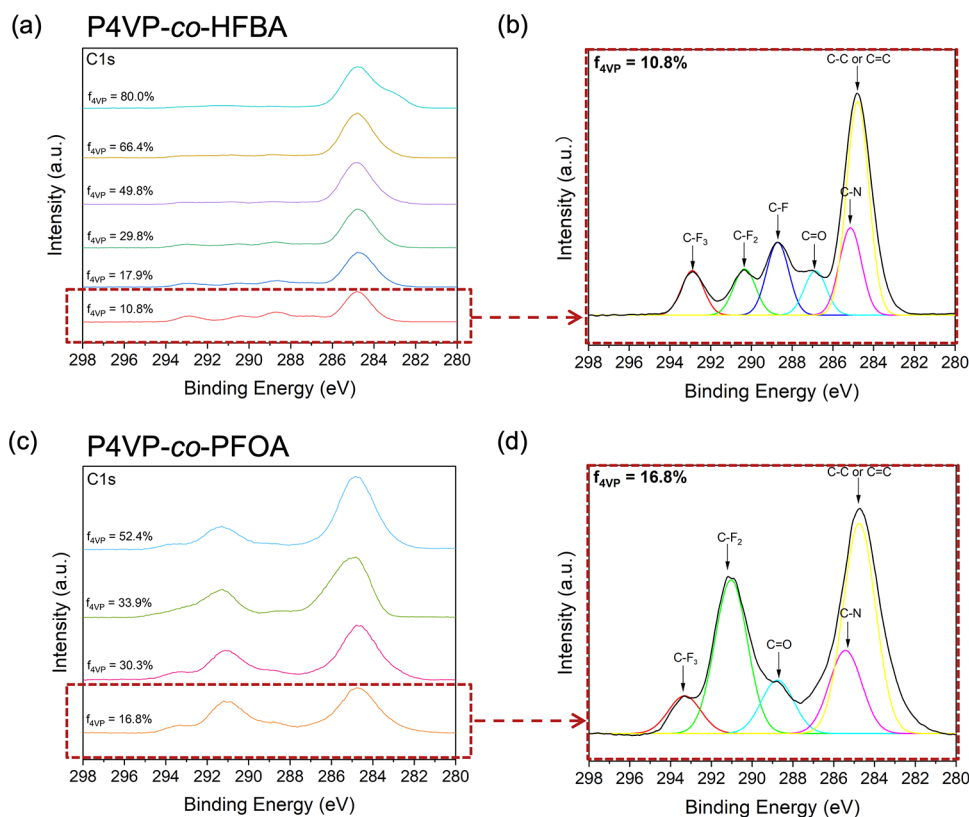 (a)
P4VP-co-HFBA
C1s
f4VP = 80.0%
f4VP = 66.4%
f4VP = 49.8%
f4VP = 29.8%
f4VP = 17.9%
f4VP = 10.8%
Intensity (a.u.)
298 296 294 292 290 288 286 284 282 280
Binding Energy (eV)
(b)
f4VP = 10.8%
C-C or C=C
C-N
C-F
C=O
C-F2
C-F3
Intensity (a.u.)
298 296 294 292 290 288 286 284 282 280
Binding Energy (eV)
(c)
P4VP-co-PFOA
C1s
f4VP = 52.4%
f4VP = 33.9%
f4VP = 30.3%
f4VP = 16.8%
Intensity (a.u.)
298 296 294 292 290 288 286 284 282 280
Binding Energy (eV)
(d)
f4VP = 16.8%
C-C or C=C
C-F2
C-N
C=O
C-F3
Intensity (a.u.)
298 296 294 292 290 288 286 284 282 280
Binding Energy (eV)